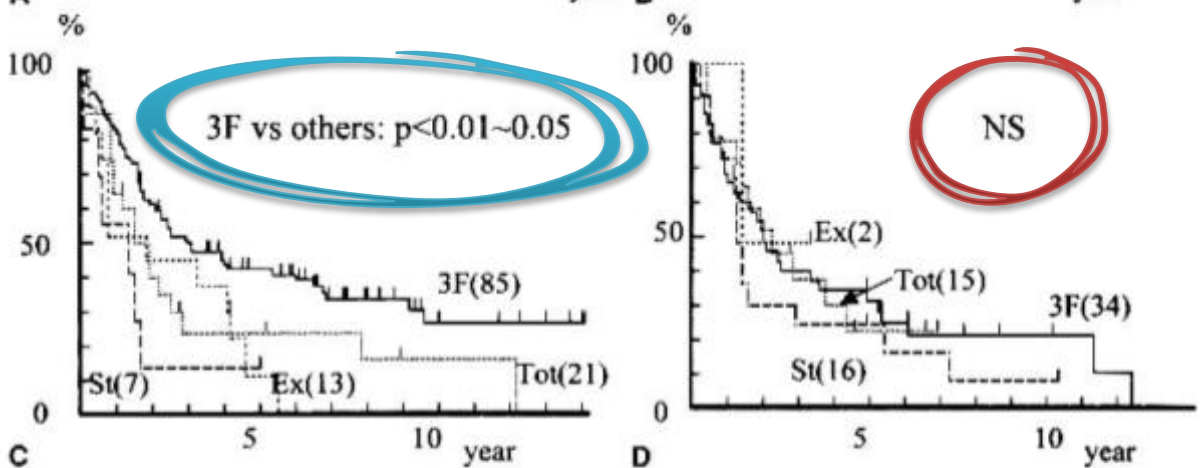 %
100
3F vs others: p<0.01~0.05
50
3F(85)
St(7)
Ex(13)
Tot(21)
0
5
10
year
C
%
100
NS
50
Ex(2)
Tot(15)
3F(34)
St(16)
0
5
10
year
D